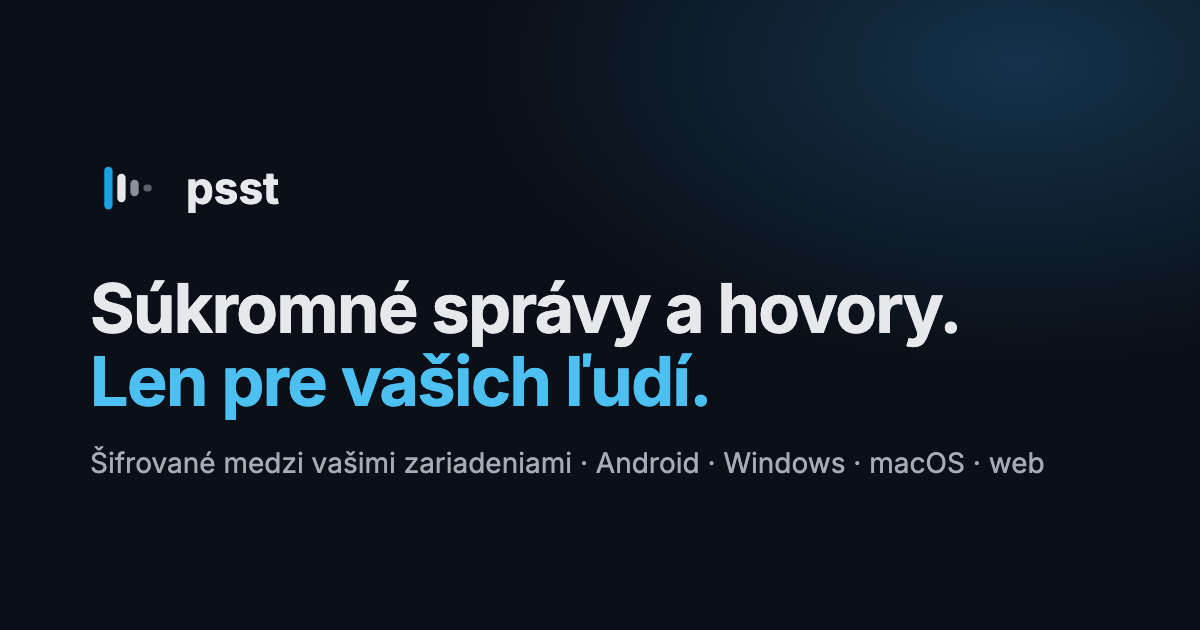 psst
Súkromné správy a hovory.
Len pre vašich ľudí.
Šifrované medzi vašimi zariadeniami · Android · Windows · macOS · web